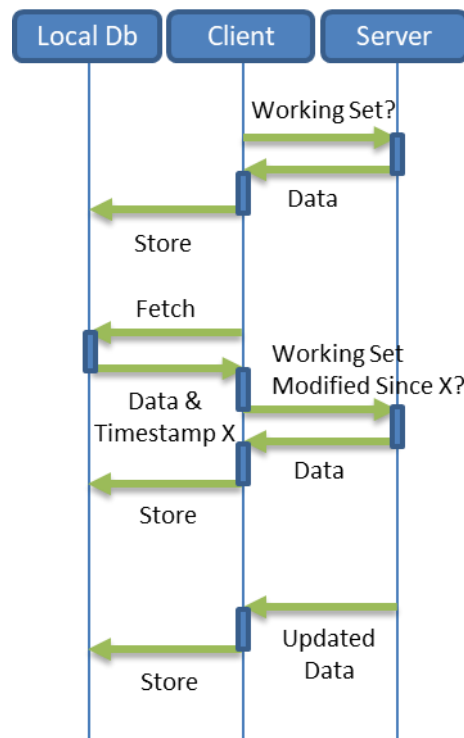 Local Db
Client
Server
Working Set?
Data
Store
Fetch
Working Set
Modified Since X?
Data &
Timestamp X
Data
Store
Updated
Data
Store